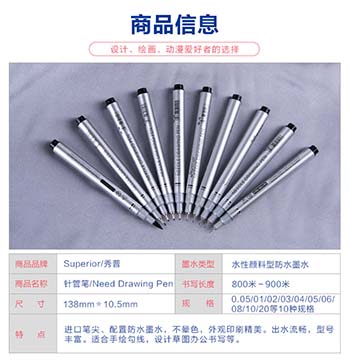 商品信息
设计、绘画、动漫爱好者的选择
商品品牌 Superior/秀普 墨水类型 水性颜料型防水墨水
商品名称 针管笔/Need Drawing Pen 书写长度 800米-900米
尺 寸 138mm※10.5mm 规 格 0.05/01/02/03/04/05/06/
08/10/20等10种规格
特 点 进口笔尖、配置防水墨水,不晕色,外观印刷精美。出水流畅,型号
丰富。适合手绘勾线,设计草图办公书写等。